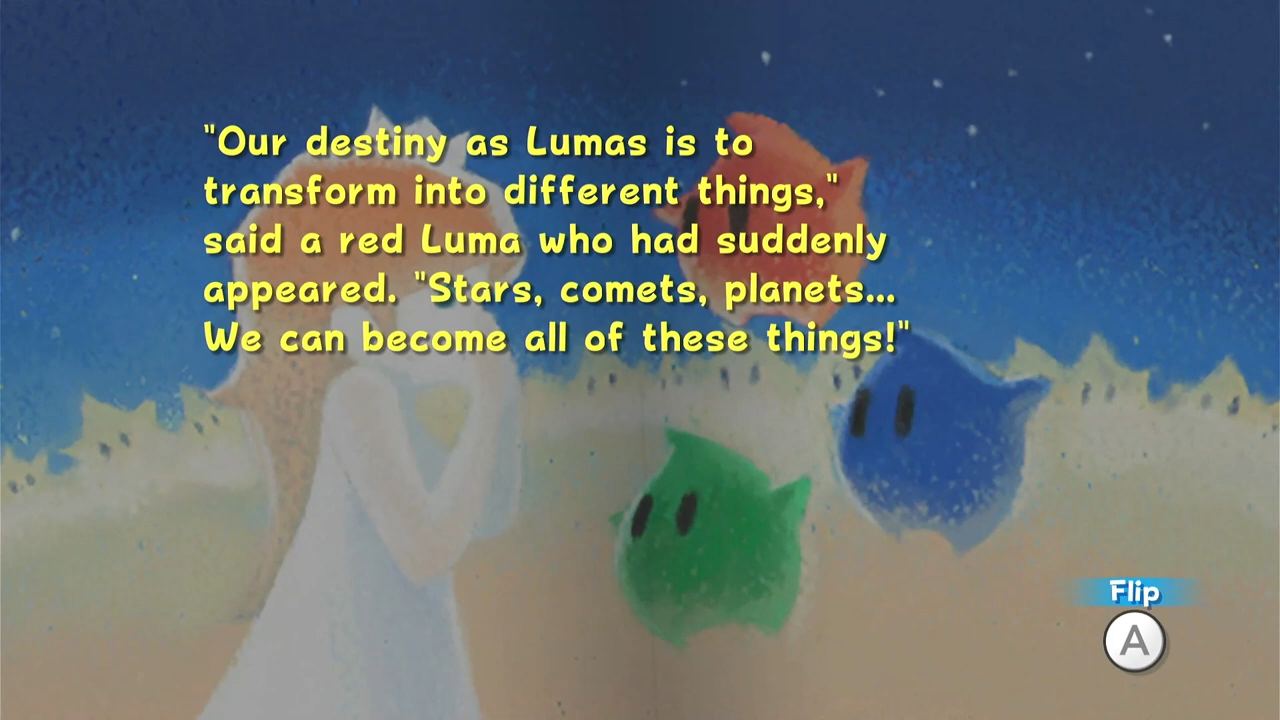 "Our destiny as Lumas is to
transform into different things,"
said a red Luma who had suddenly
appeared. "Stars, comets, planets...
We can become all of these things!"
Flip
A